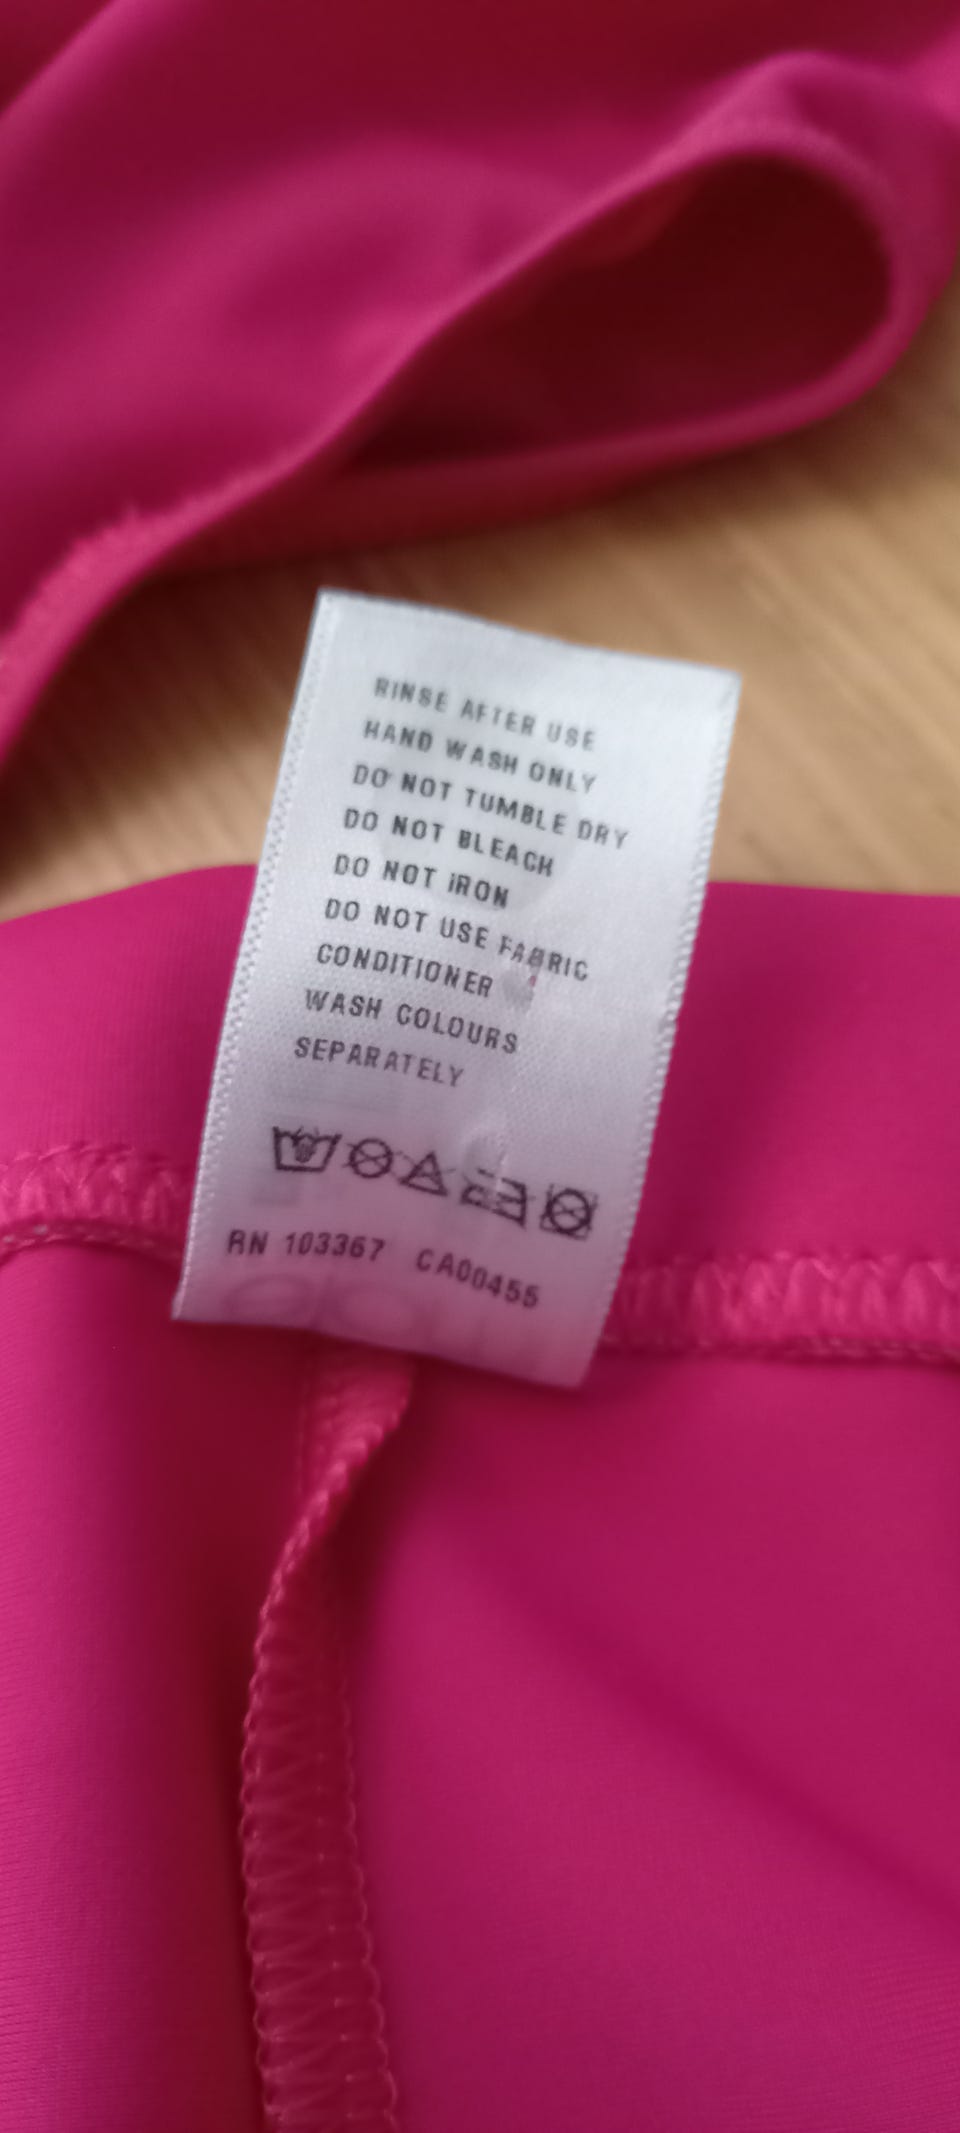 RINSE AFTER USE
HAND WASH ONLY
DO NOT TUMBLE DRY
DO NOT BLEACH
DO NOT IRON
DO NOT USE FABRIC
CONDITIONER
WASH COLOURS
SEPARATELY
RN 103367 CA00455